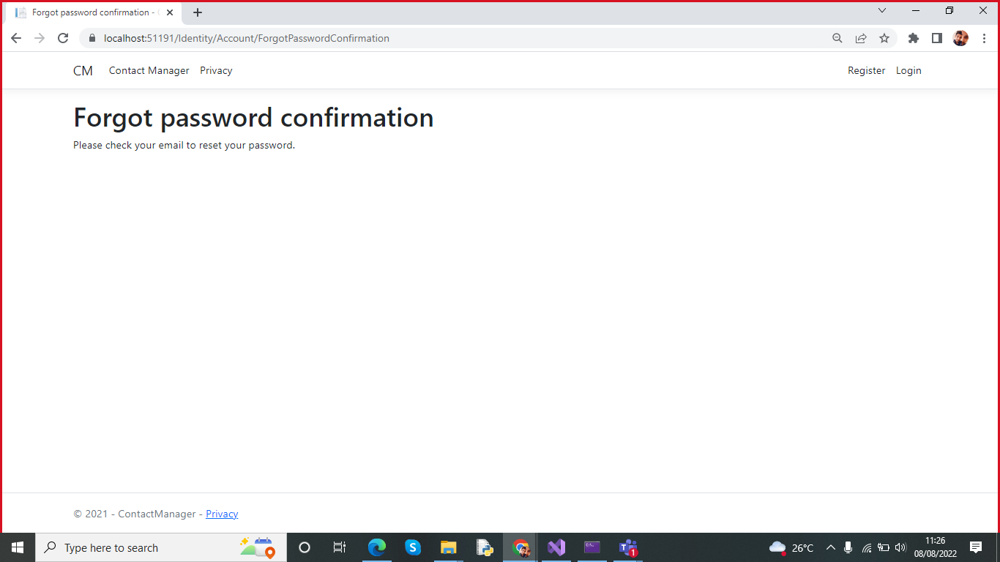 Forgot password confirmation -
localhost:51191/Identity/Account/ForgotPasswordConfirmation
CM Contact Manager Privacy Register Login
Forgot password confirmation
Please check your email to reset your password.
© 2021 - ContactManager - Privacy
Type here to search
26°C
11:26
08/08/2022
1